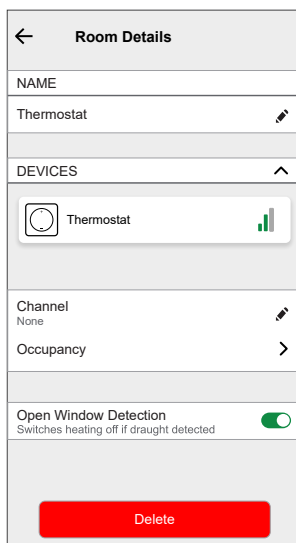 Room Details
NAME
Thermostat
DEVICES
Thermostat
Channel
None
Occupancy
Open Window Detection
Switches heating off if draught detected
Delete